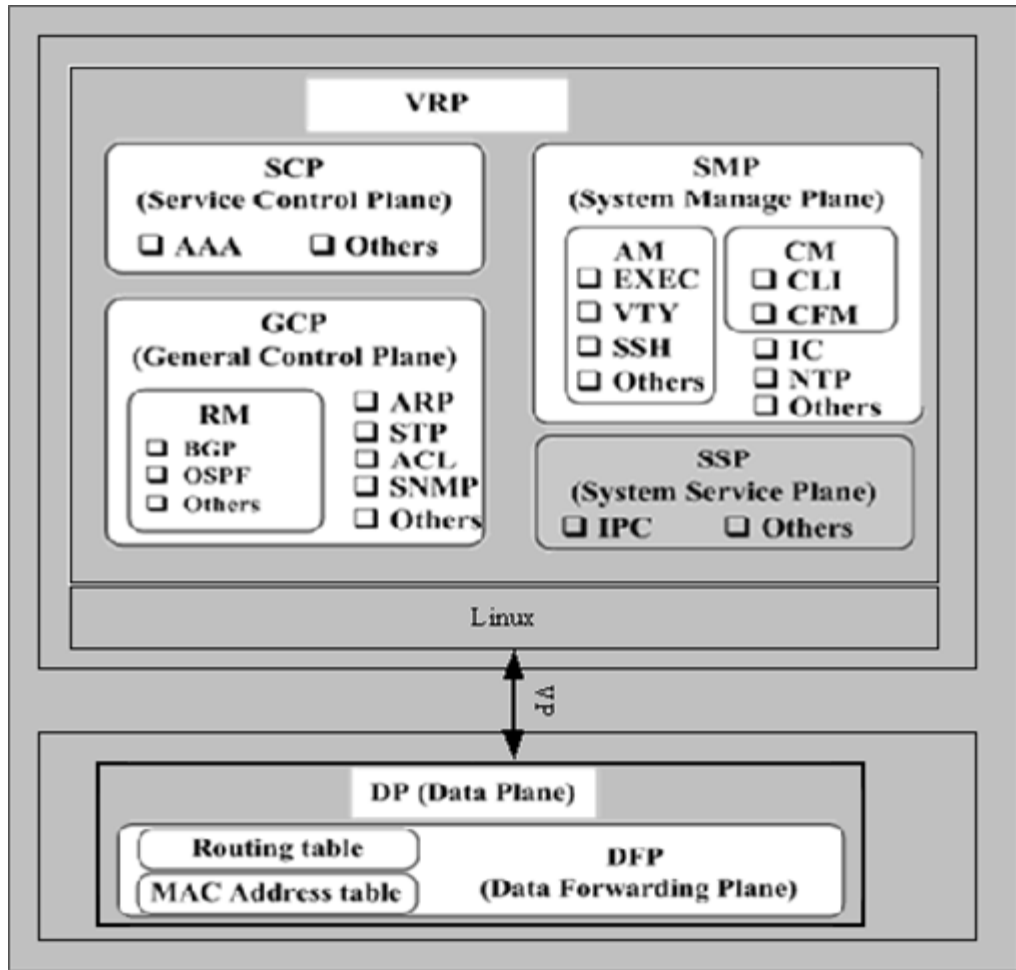 VRP
SCP
(Service Control Plane)
AAA
Others
GCP
(General Control Plane)
RM
BGP
OSPF
Others
ARP
STP
ACL
SNMP
Others
SMP
(System Manage Plane)
AM
EXEC
VTY
SSH
Others
CM
CLI
CFM
IC
NTP
Others
SSP
(System Service Plane)
IPC
Others
Linux
VP
DP (Data Plane)
Routing table
MAC Address table
DFP
(Data Forwarding Plane)